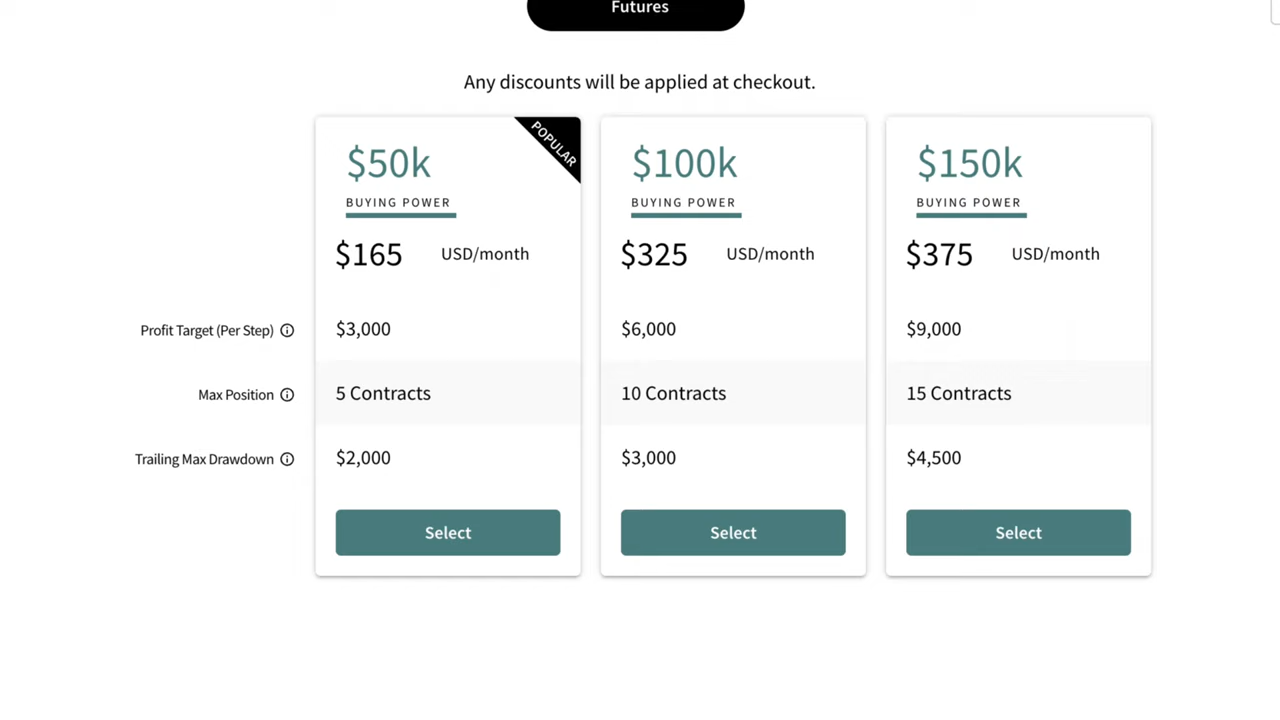 Futures
Any discounts will be applied at checkout.
POPULAR
$50k
$100k
$150k
BUYING POWER
BUYING POWER
BUYING POWER
$165 USD/month
$325 USD/month
$375 USD/month
Profit Target (Per Step) $3,000 $6,000 $9,000
Max Position 5 Contracts 10 Contracts 15 Contracts
Trailing Max Drawdown $2,000 $3,000 $4,500
Select
Select
Select